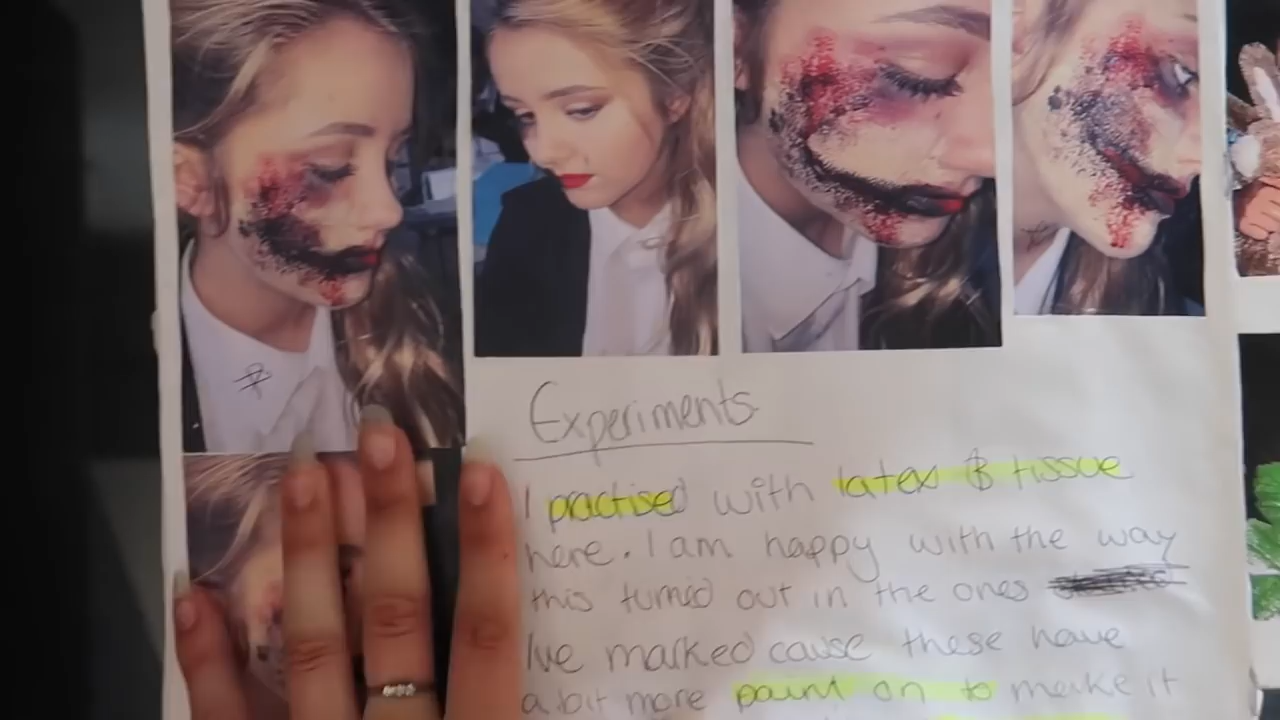 Experiments
I practised with latex & tissue
here. I am happy with the way
this turned out in the ones
I've marked cause these have
a bit more paint on to make it